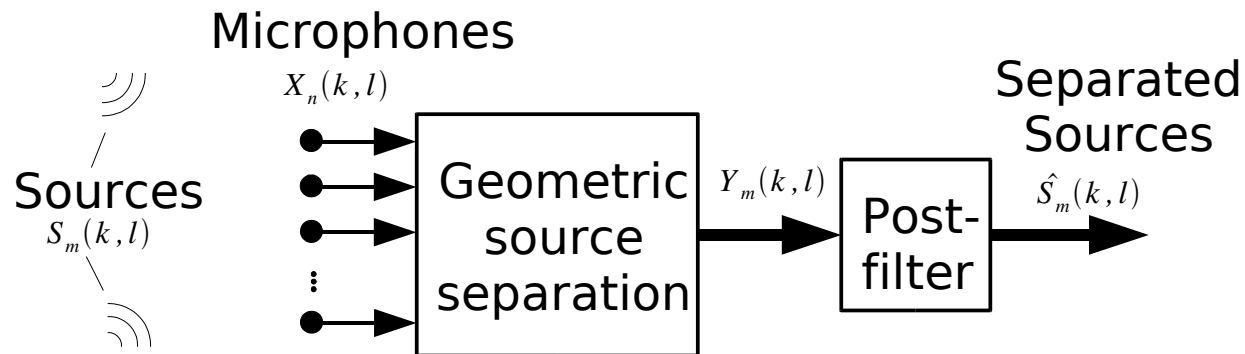 Microphones
X_n(k,l)
Sources
S_m(k,l)
Geometric
source
separation
Y_m(k,l)
Post-
filter
Separated
Sources
Ŝ_m(k,l)